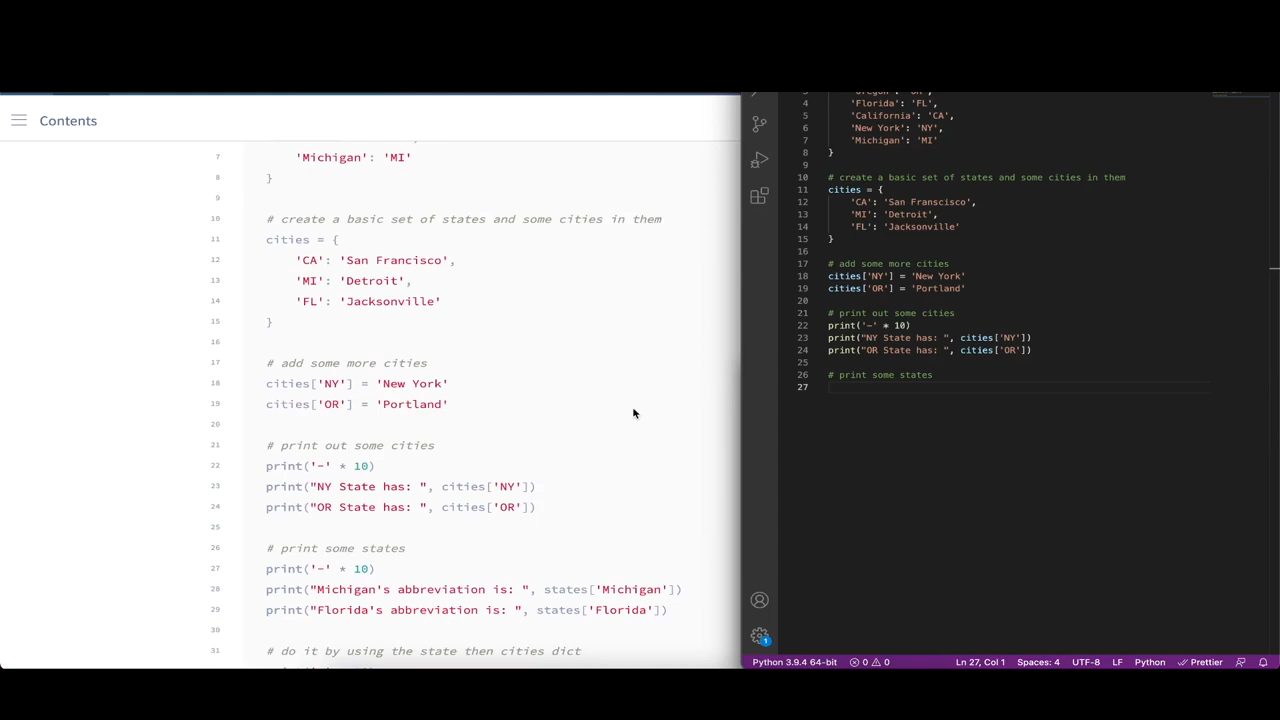 Contents
7 'Michigan': 'MI'
8 }
9
10 # create a basic set of states and some cities in them
11 cities = {
12 'CA': 'San Francisco',
13 'MI': 'Detroit',
14 'FL': 'Jacksonville'
15 }
16
17 # add some more cities
18 cities['NY'] = 'New York'
19 cities['OR'] = 'Portland'
20
21 # print out some cities
22 print('-' * 10)
23 print("NY State has: ", cities['NY'])
24 print("OR State has: ", cities['OR'])
25
26 # print some states
27 print('-' * 10)
28 print("Michigan's abbreviation is: ", states['Michigan'])
29 print("Florida's abbreviation is: ", states['Florida'])
30
31 # do it by using the state then cities dict
4 'Florida': 'FL',
5 'California': 'CA',
6 'New York': 'NY',
7 'Michigan': 'MI'
8 }
9
10 # create a basic set of states and some cities in them
11 cities = {
12 'CA': 'San Franscisco',
13 'MI': 'Detroit',
14 'FL': 'Jacksonville'
15 }
16
17 # add some more cities
18 cities['NY'] = 'New York'
19 cities['OR'] = 'Portland'
20
21 # print out some cities
22 print('-' * 10)
23 print("NY State has: ", cities['NY'])
24 print("OR State has: ", cities['OR'])
25
26 # print some states
27
1
Python 3.9.4 64-bit 0 0 Ln 27, Col 1 Spaces: 4 UTF-8 LF Python Prettier